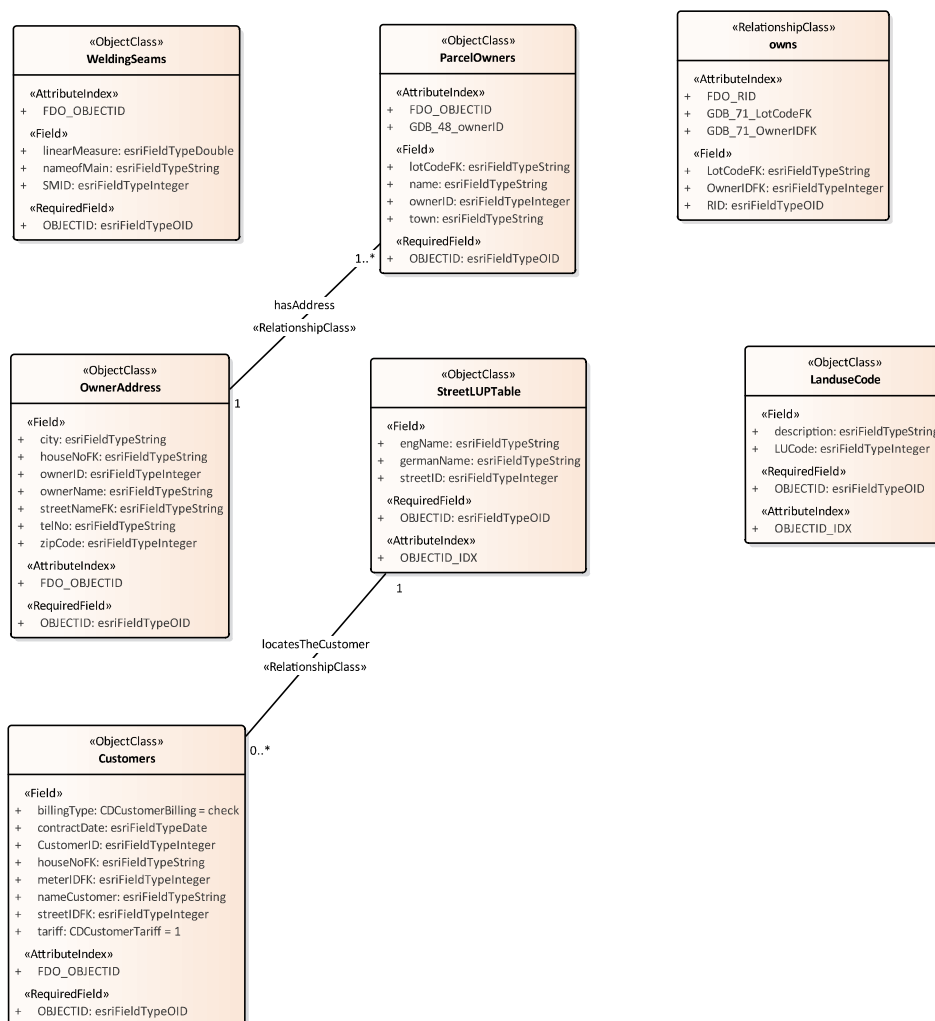 «ObjectClass»
WeldingSeams
«AttributeIndex»
+ FDO_OBJECTID
«Field»
+ linearMeasure: esriFieldTypeDouble
+ nameofMain: esriFieldTypeString
+ SMID: esriFieldTypeInteger
«RequiredField»
+ OBJECTID: esriFieldTypeOID
«ObjectClass»
ParcelOwners
«AttributeIndex»
+ FDO_OBJECTID
+ GDB_48_ownerID
«Field»
+ lotCodeFK: esriFieldTypeString
+ name: esriFieldTypeString
+ ownerID: esriFieldTypeInteger
+ town: esriFieldTypeString
«RequiredField»
+ OBJECTID: esriFieldTypeOID
«RelationshipClass»
owns
«AttributeIndex»
+ FDO_RID
+ GDB_71_LotCodeFK
+ GDB_71_OwnerIDFK
«Field»
+ LotCodeFK: esriFieldTypeString
+ OwnerIDFK: esriFieldTypeInteger
+ RID: esriFieldTypeOID
1..*
hasAddress
«RelationshipClass»
1
«ObjectClass»
OwnerAddress
«Field»
+ city: esriFieldTypeString
+ houseNoFK: esriFieldTypeString
+ ownerID: esriFieldTypeInteger
+ ownerName: esriFieldTypeString
+ streetNameFK: esriFieldTypeString
+ telNo: esriFieldTypeString
+ zipCode: esriFieldTypeInteger
«AttributeIndex»
+ FDO_OBJECTID
«RequiredField»
+ OBJECTID: esriFieldTypeOID
«ObjectClass»
StreetLUPTable
«Field»
+ engName: esriFieldTypeString
+ germanName: esriFieldTypeString
+ streetID: esriFieldTypeInteger
«RequiredField»
+ OBJECTID: esriFieldTypeOID
«AttributeIndex»
+ OBJECTID_IDX
«ObjectClass»
LanduseCode
«Field»
+ description: esriFieldTypeString
+ LUCode: esriFieldTypeInteger
«RequiredField»
+ OBJECTID: esriFieldTypeOID
«AttributeIndex»
+ OBJECTID_IDX
1
locatesTheCustomer
«RelationshipClass»
0..*
«ObjectClass»
Customers
«Field»
+ billingType: CDCustomerBilling = check
+ contractDate: esriFieldTypeDate
+ CustomerID: esriFieldTypeInteger
+ houseNoFK: esriFieldTypeString
+ meterIDFK: esriFieldTypeInteger
+ nameCustomer: esriFieldTypeString
+ streetIDFK: esriFieldTypeInteger
+ tariff: CDCustomerTariff = 1
«AttributeIndex»
+ FDO_OBJECTID
«RequiredField»
+ OBJECTID: esriFieldTypeOID